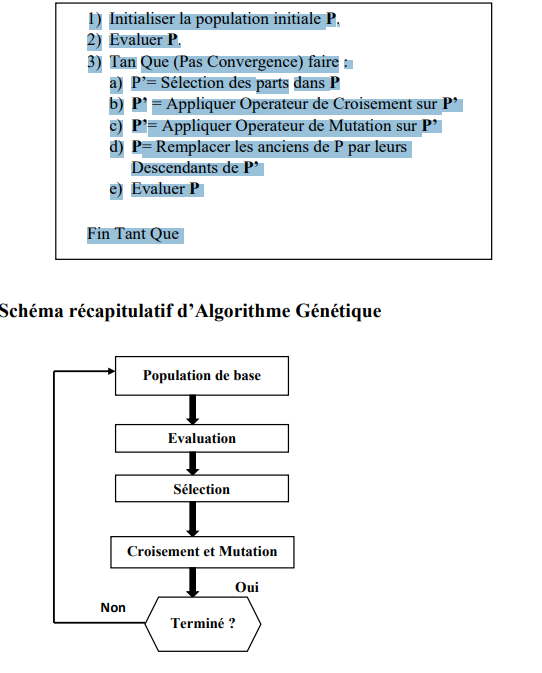 1) Initialiser la population initiale P.
2) Evaluer P.
3) Tan Que (Pas Convergence) faire :
a) P’= Sélection des parts dans P
b) P’ = Appliquer Operateur de Croisement sur P’
c) P’= Appliquer Operateur de Mutation sur P’
d) P= Remplacer les anciens de P par leurs
Descendants de P’
e) Evaluer P
Fin Tant Que
Schéma récapitulatif d’Algorithme Génétique
Population de base
Evaluation
Sélection
Croisement et Mutation
Oui
Non
Terminé ?